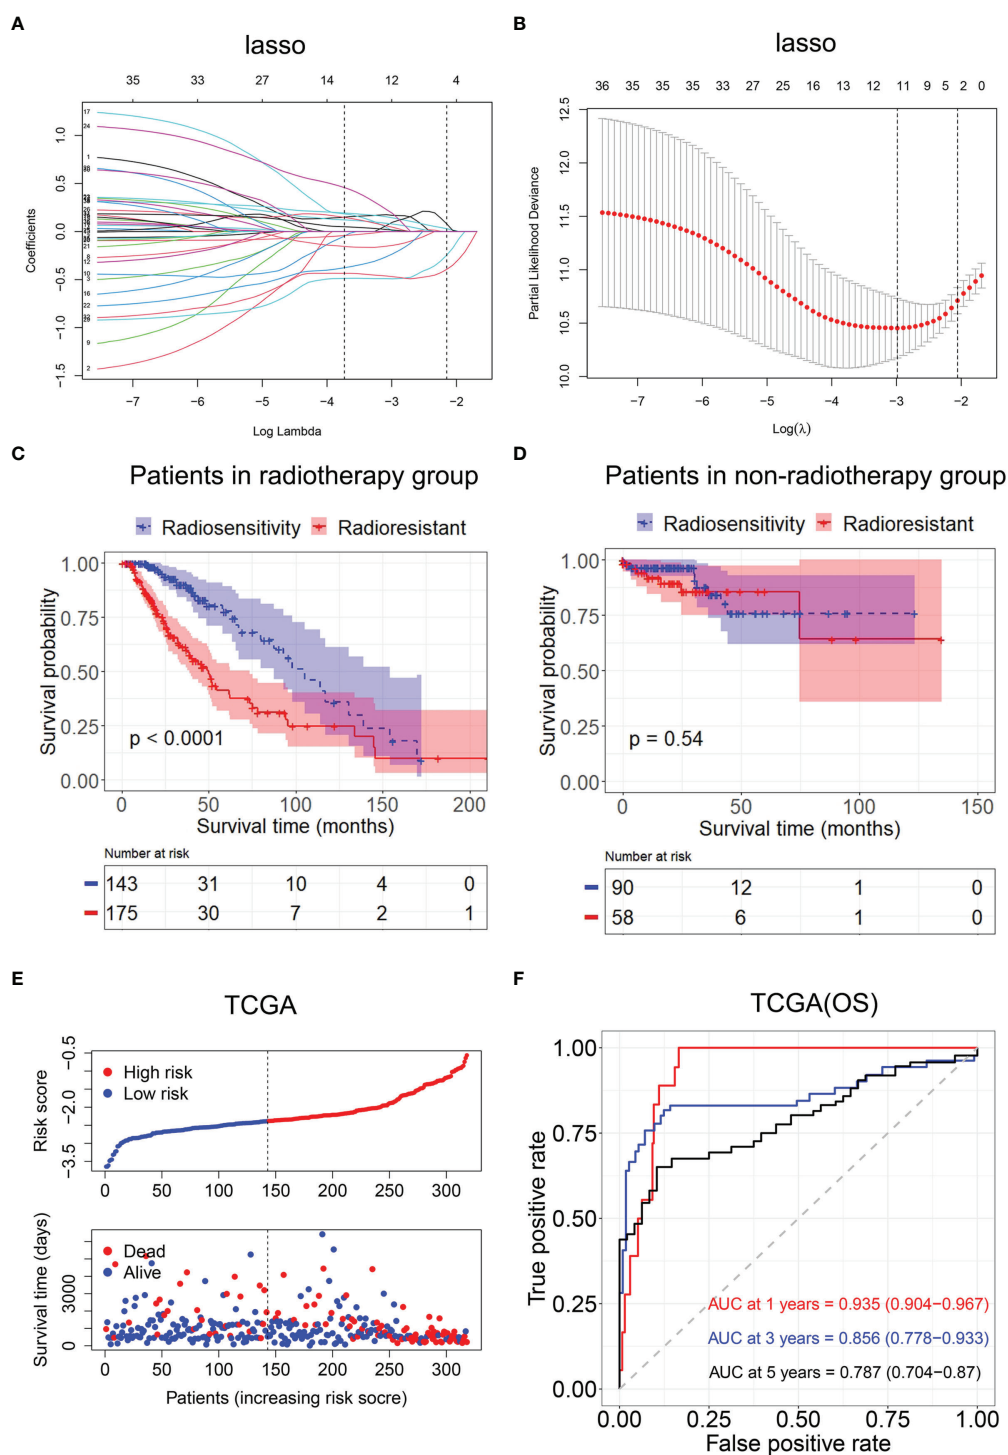 A
lasso
35 33 27 14 12 4
Coefficients
1.0
0.5
0.0
−0.5
−1.0
−1.5
17
24
1
21
8
12
10
3
16
22
9
2
−7 −6 −5 −4 −3 −2
Log Lambda
B
lasso
36 35 35 35 33 27 25 16 13 12 11 9 5 2 0
Partial Likelihood Deviance
12.5
12.0
11.5
11.0
10.5
10.0
−7 −6 −5 −4 −3 −2
Log(λ)
C
Patients in radiotherapy group
Radiosensitivity Radioresistant
Survival probability
1.00
0.75
0.50
0.25
0.00
p < 0.0001
0 50 100 150 200
Survival time (months)
Number at risk
143 31 10 4 0
175 30 7 2 1
D
Patients in non-radiotherapy group
Radiosensitivity Radioresistant
Survival probability
1.00
0.75
0.50
0.25
0.00
p = 0.54
0 50 100 150
Survival time (months)
Number at risk
90 12 1 0
58 6 1 0
E
TCGA
Risk score
−0.5
−2.0
−3.5
High risk
Low risk
0 50 100 150 200 250 300
Survival time (days)
3000
0
Dead
Alive
0 50 100 150 200 250 300
Patients (increasing risk socre)
F
TCGA(OS)
True positive rate
1.00
0.75
0.50
0.25
0.00
AUC at 1 years = 0.935 (0.904−0.967)
AUC at 3 years = 0.856 (0.778−0.933)
AUC at 5 years = 0.787 (0.704−0.87)
0.00 0.25 0.50 0.75 1.00
False positive rate